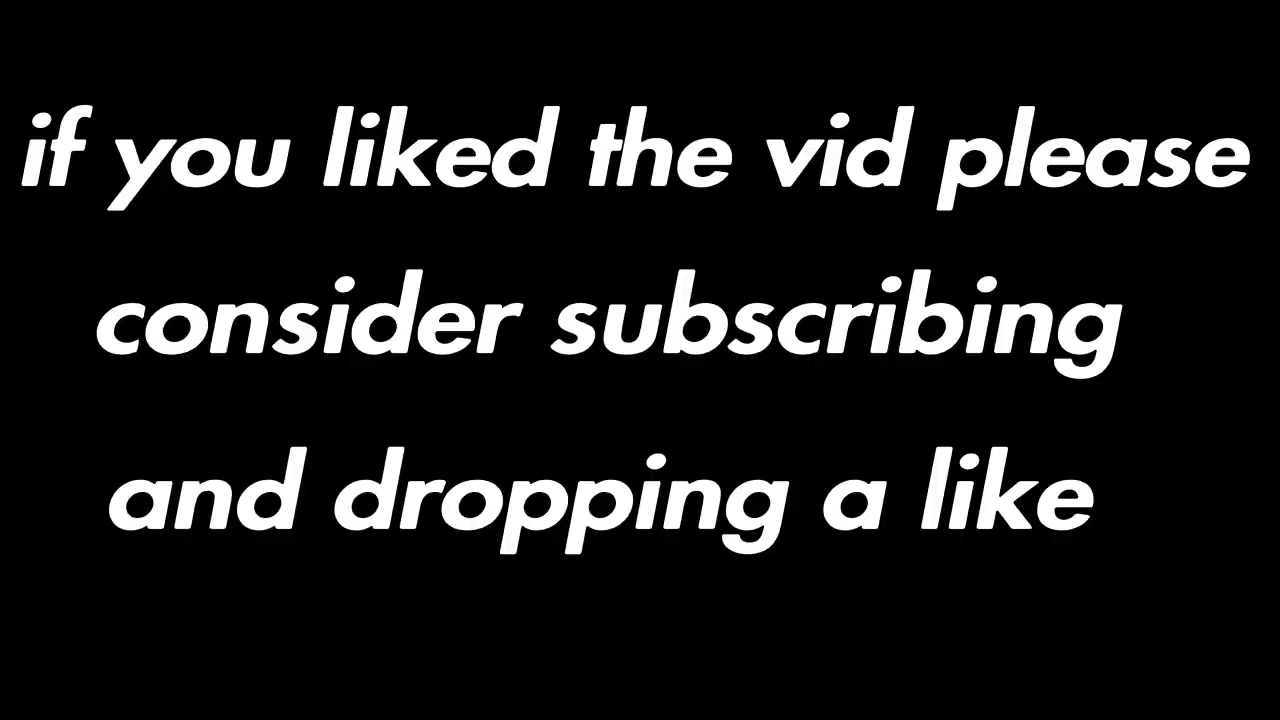 if you liked the vid please
consider subscribing
and dropping a like